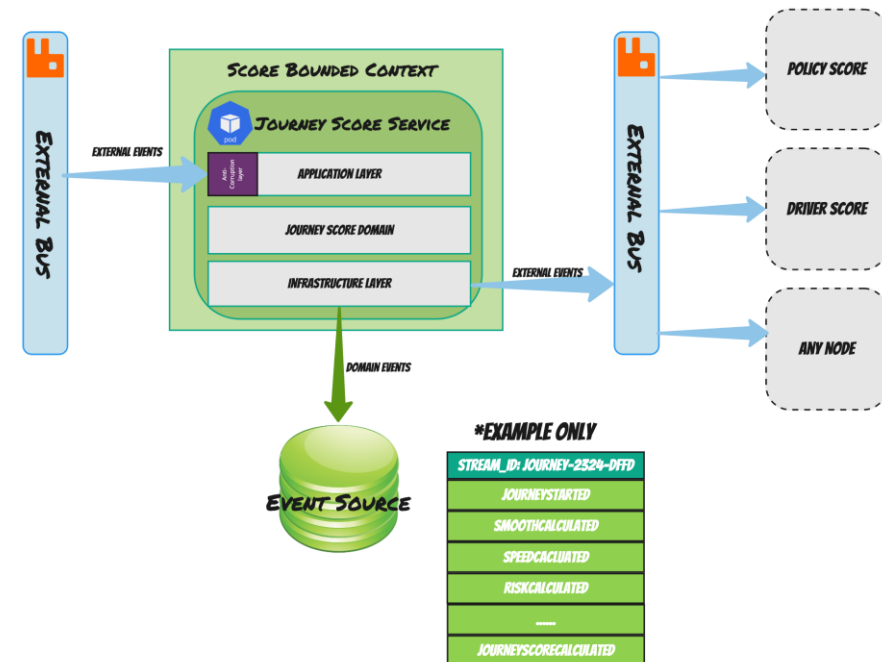 SCORE BOUNDED CONTEXT
POLICY SCORE
JOURNEY SCORE SERVICE
pod
EXTERNAL BUS
EXTERNAL EVENTS
Anti-
Corruption
layer
APPLICATION LAYER
EXTERNAL BUS
DRIVER SCORE
JOURNEY SCORE DOMAIN
INFRASTRUCTURE LAYER
EXTERNAL EVENTS
ANY NODE
DOMAIN EVENTS
*EXAMPLE ONLY
STREAM_ID: JOURNEY-2324-DFFD
JOURNEYSTARTED
EVENT SOURCE
SMOOTHCALCULATED
SPEEDCACLUATED
RISKCALCULATED
......
JOURNEYSCORECALCULATED